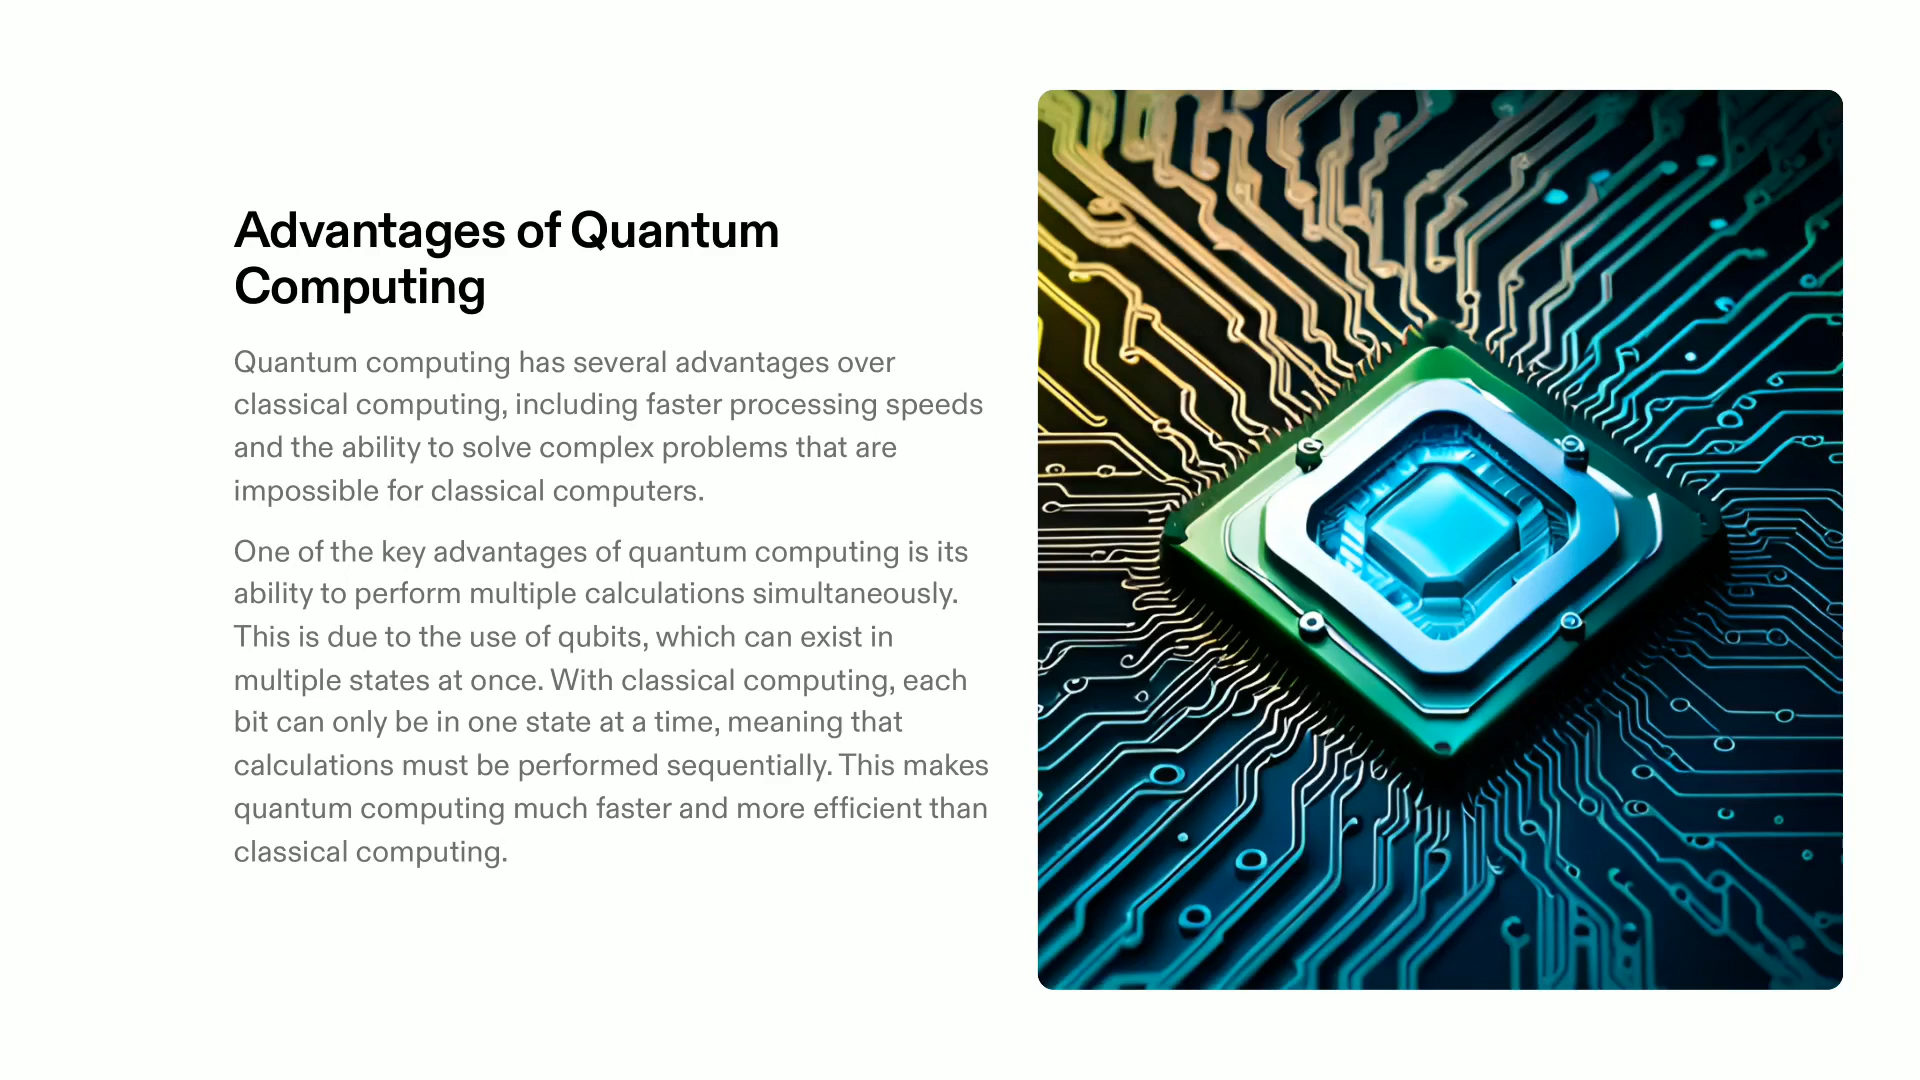 Advantages of Quantum
Computing
Quantum computing has several advantages over
classical computing, including faster processing speeds
and the ability to solve complex problems that are
impossible for classical computers.
One of the key advantages of quantum computing is its
ability to perform multiple calculations simultaneously.
This is due to the use of qubits, which can exist in
multiple states at once. With classical computing, each
bit can only be in one state at a time, meaning that
calculations must be performed sequentially. This makes
quantum computing much faster and more efficient than
classical computing.